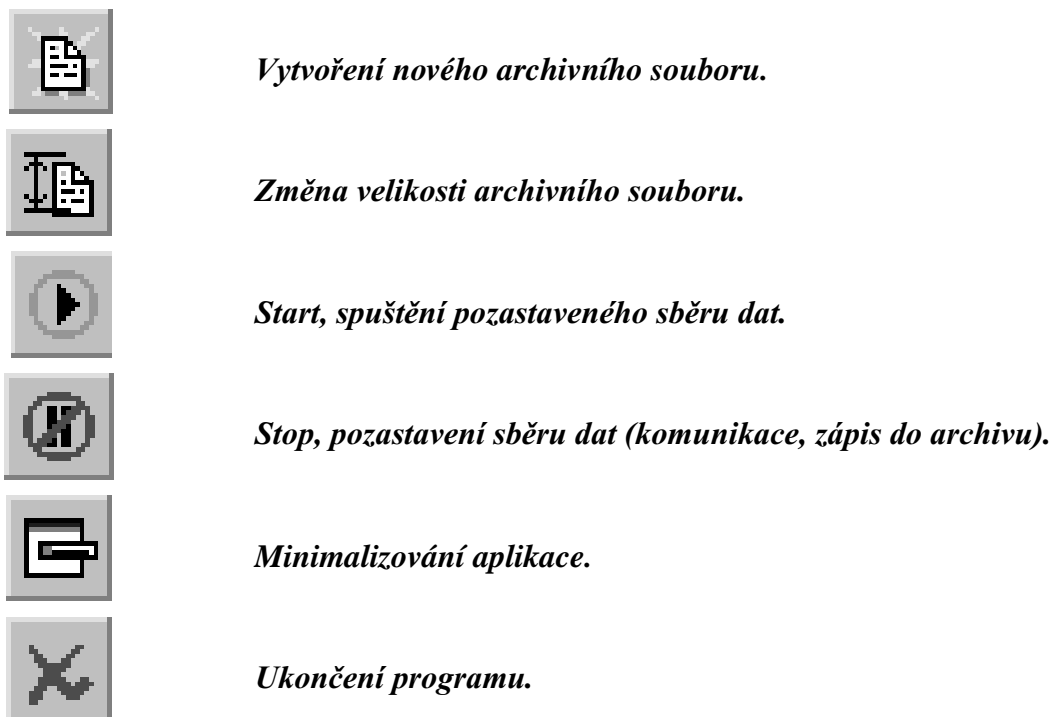 Vytvoření nového archivního souboru.
Změna velikosti archivního souboru.
Start, spuštění pozastaveného sběru dat.
Stop, pozastavení sběru dat (komunikace, zápis do archivu).
Minimalizování aplikace.
Ukončení programu.